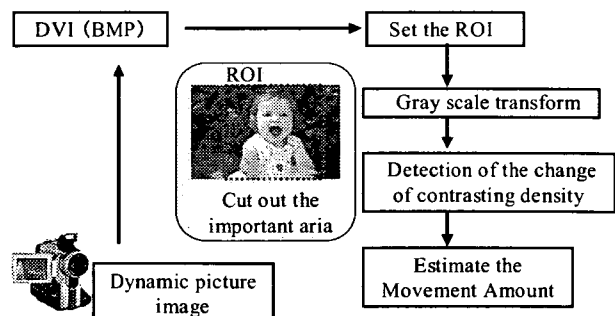 DVI (BMP)
Set the ROI
ROI
Gray scale transform
Cut out the
important aria
Detection of the change
of contrasting density
Estimate the
Movement Amount
Dynamic picture
image